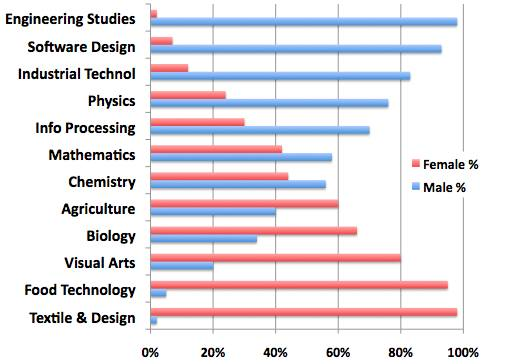 Engineering Studies
Software Design
Industrial Technol
Physics
Info Processing
Mathematics
Chemistry
Agriculture
Biology
Visual Arts
Food Technology
Textile & Design
Female %
Male %
0% 20% 40% 60% 80% 100%